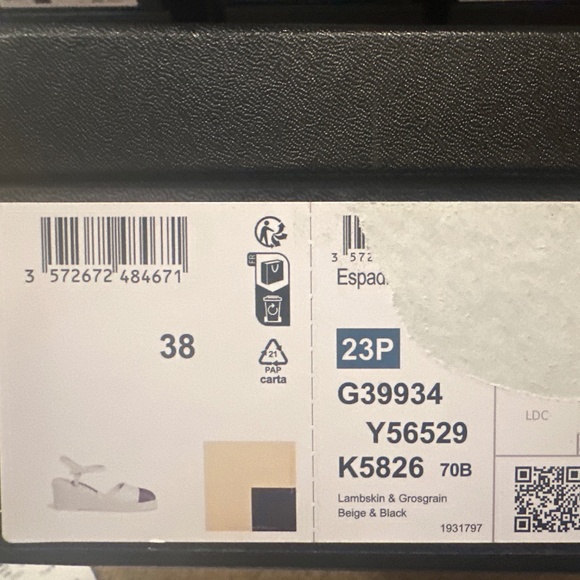 3 572672 484671
38
FR
21
PAP
carta
3 572
Espad
23P
G39934
Y56529
K5826 70B
Lambskin & Grosgrain
Beige & Black
1931797
LDC